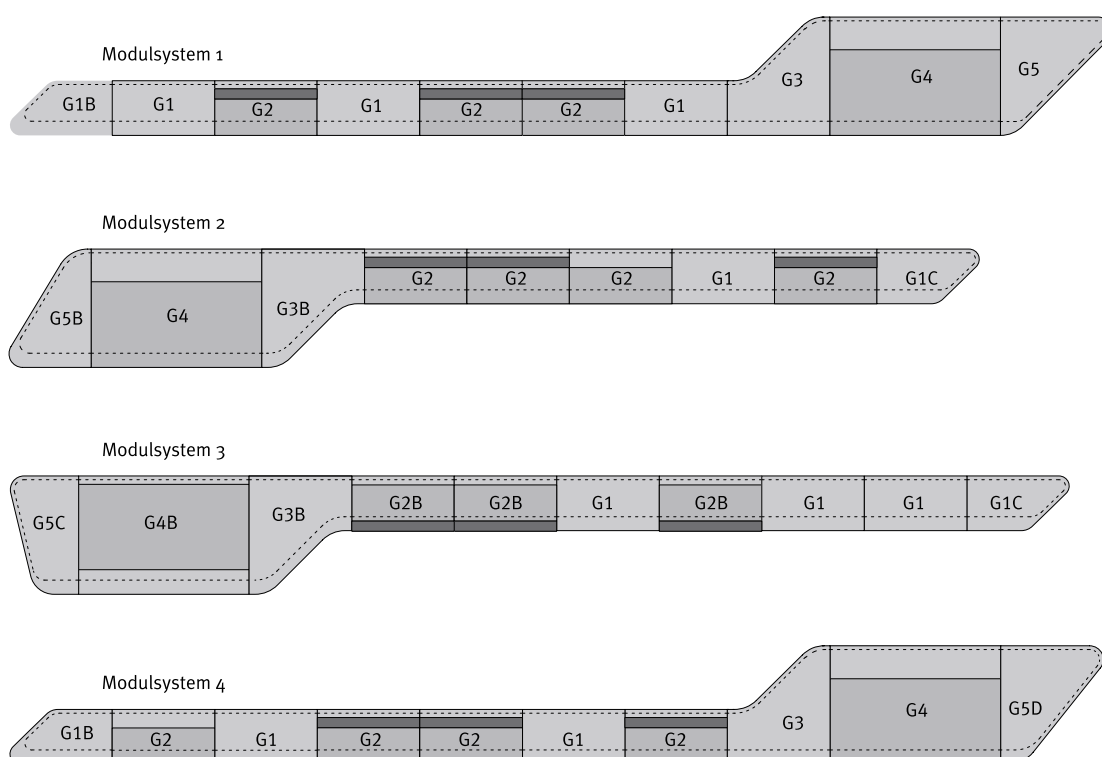 Modulsystem 1
G1B G1 G2 G1 G2 G2 G1 G3 G4 G5
Modulsystem 2
G5B G4 G3B G2 G2 G2 G1 G2 G1C
Modulsystem 3
G5C G4B G3B G2B G2B G1 G2B G1 G1 G1C
Modulsystem 4
G1B G2 G1 G2 G2 G1 G2 G3 G4 G5D